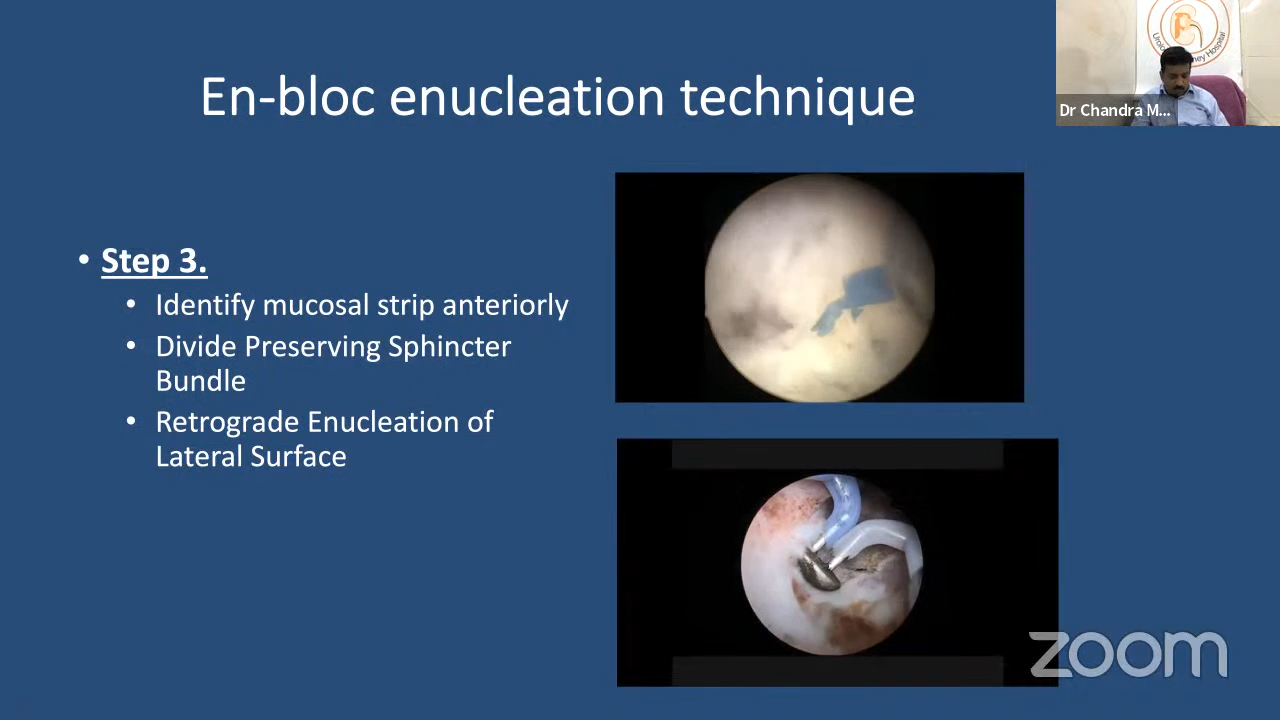 En-bloc enucleation technique
Dr Chandra M...
• Step 3.
• Identify mucosal strip anteriorly
• Divide Preserving Sphincter
Bundle
• Retrograde Enucleation of
Lateral Surface
zoom